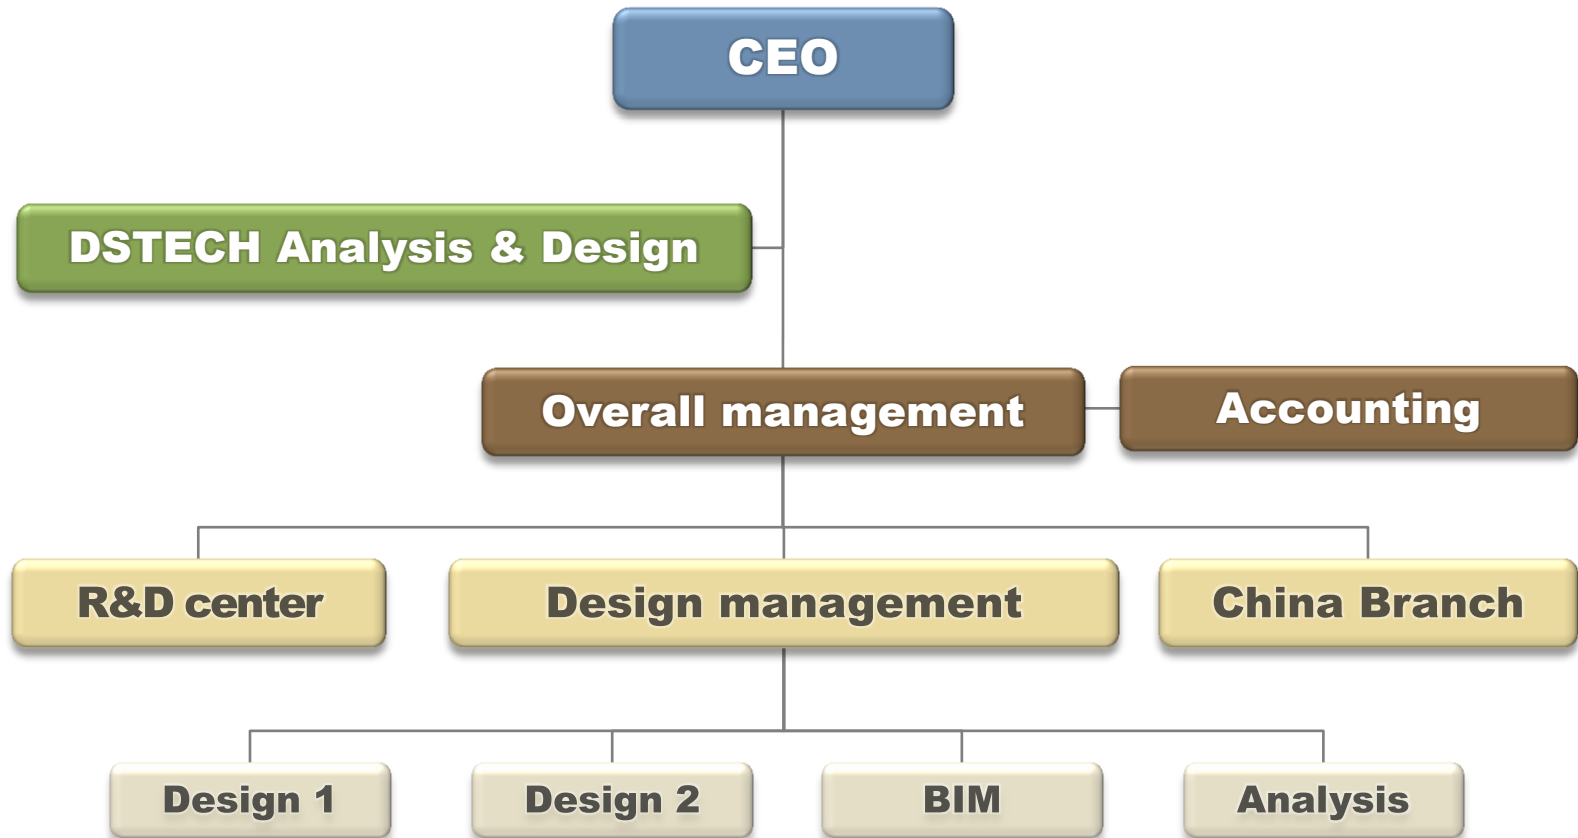 CEO
DSTECH Analysis & Design
Overall management
Accounting
R&D center
Design management
China Branch
Design 1
Design 2
BIM
Analysis